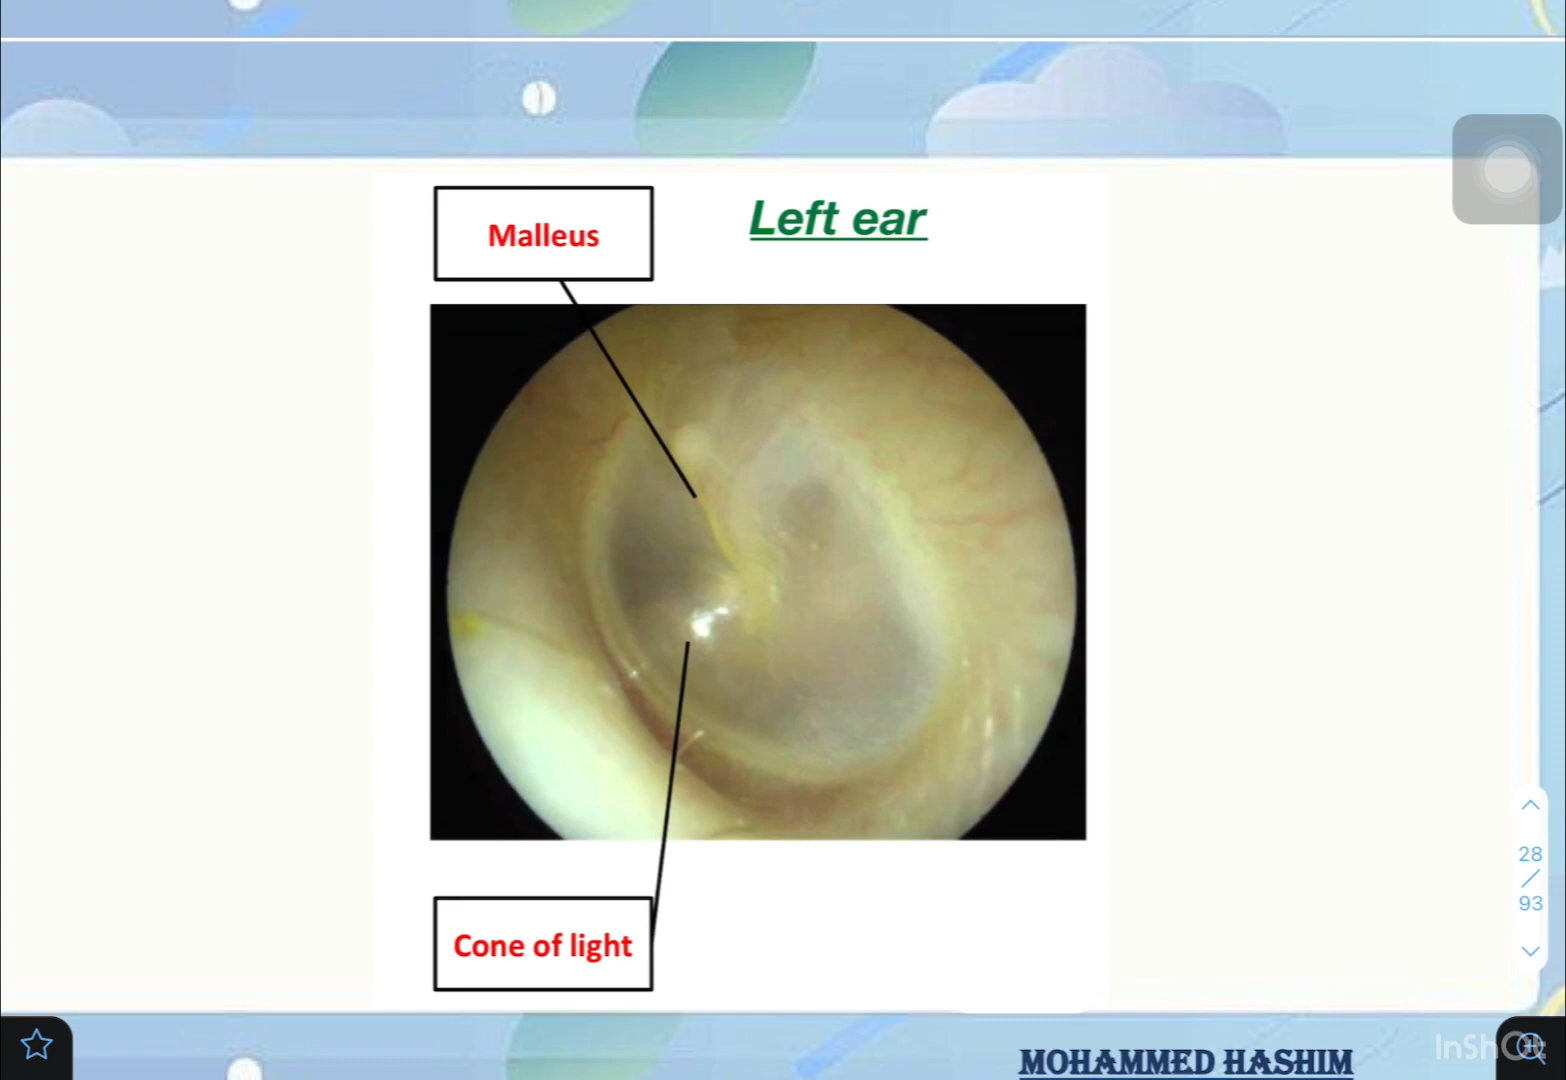 Malleus
Left ear
Cone of light
28
93
MOHAMMED HASHIM
InShOt